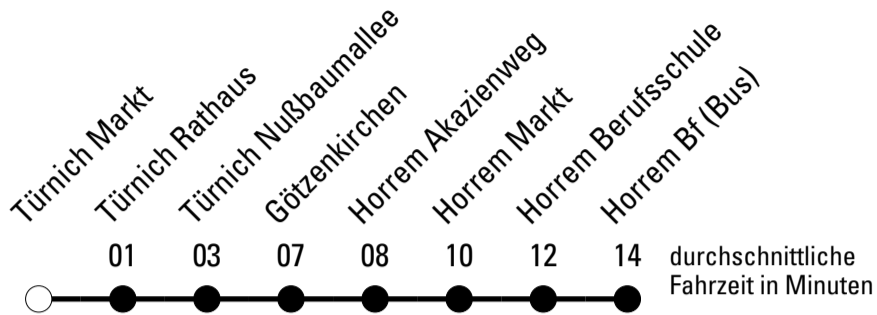 Türnich Markt
Türnich Rathaus
Türnich Nußbaumallee
Götzenkirchen
Horrem Akazienweg
Horrem Markt
Horrem Berufsschule
Horrem Bf (Bus)
01 03 07 08 10 12 14
durchschnittliche
Fahrzeit in Minuten